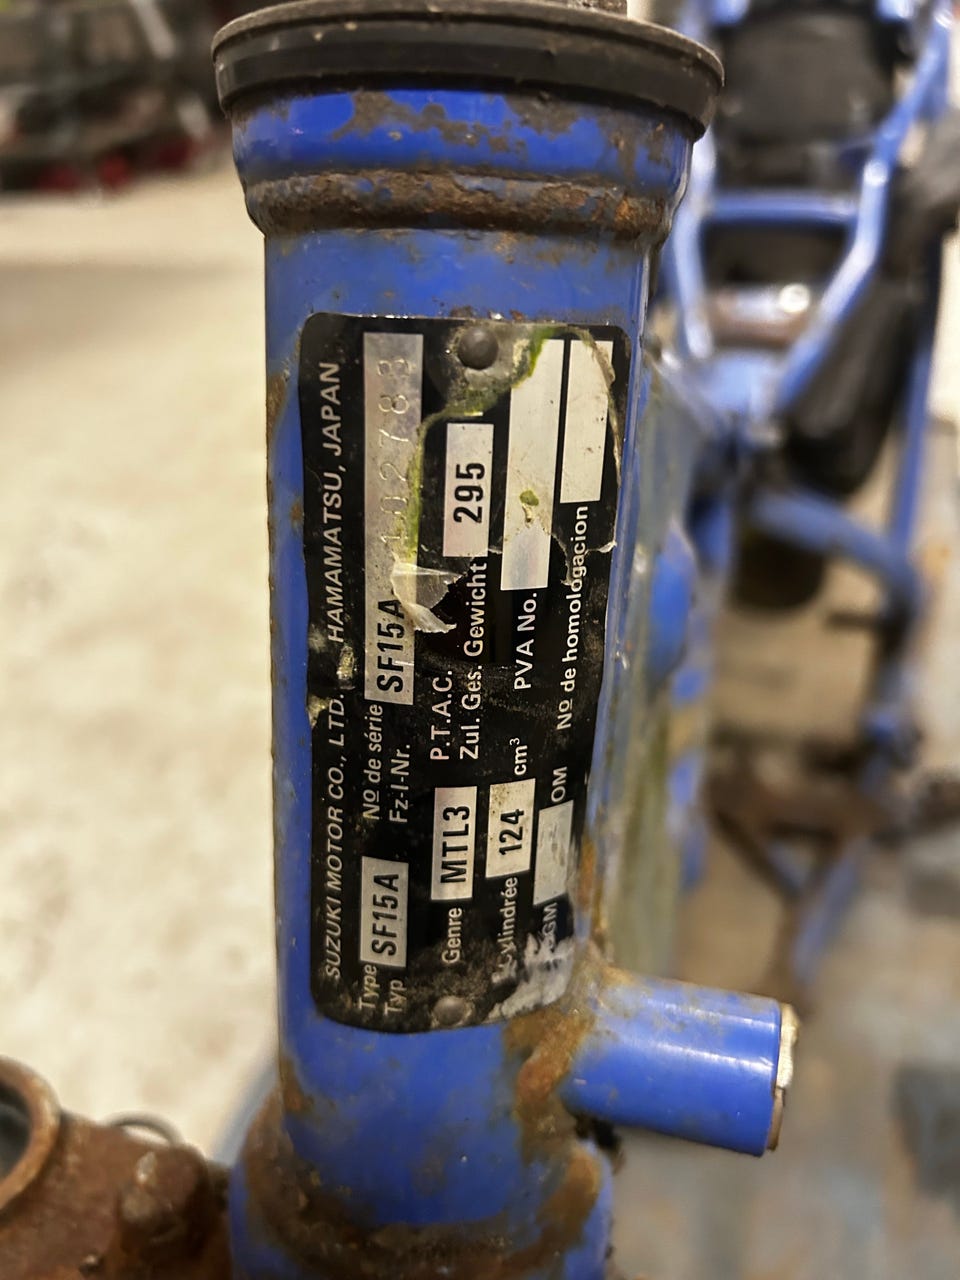 SUZUKI MOTOR CO., LTD. HAMAMATSU, JAPAN
Type SF15A No de série SF15A-1002783
Typ Fz-I-Nr.
Genre MTL3 P.T.A.C. 295
Zul. Ges. Gewicht
Cylindrée 124 cm³ PVA No.
OM No de homologacion